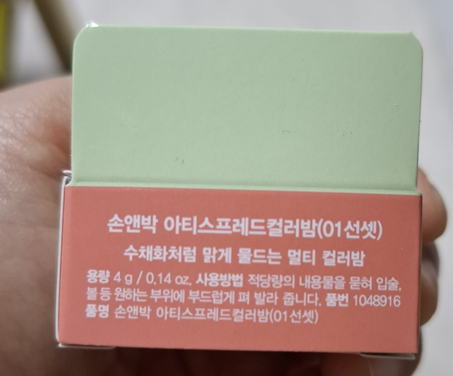 손앤박 아티스프레드컬러밤(01선셋)
수채화처럼 맑게 물드는 멀티 컬러밤
용량 4 g / 0.14 oz. 사용방법 적당량의 내용물을 묻혀 입술,
볼 등 원하는 부위에 부드럽게 펴 발라 줍니다. 품번 1048916
품명 손앤박 아티스프레드컬러밤(01선셋)